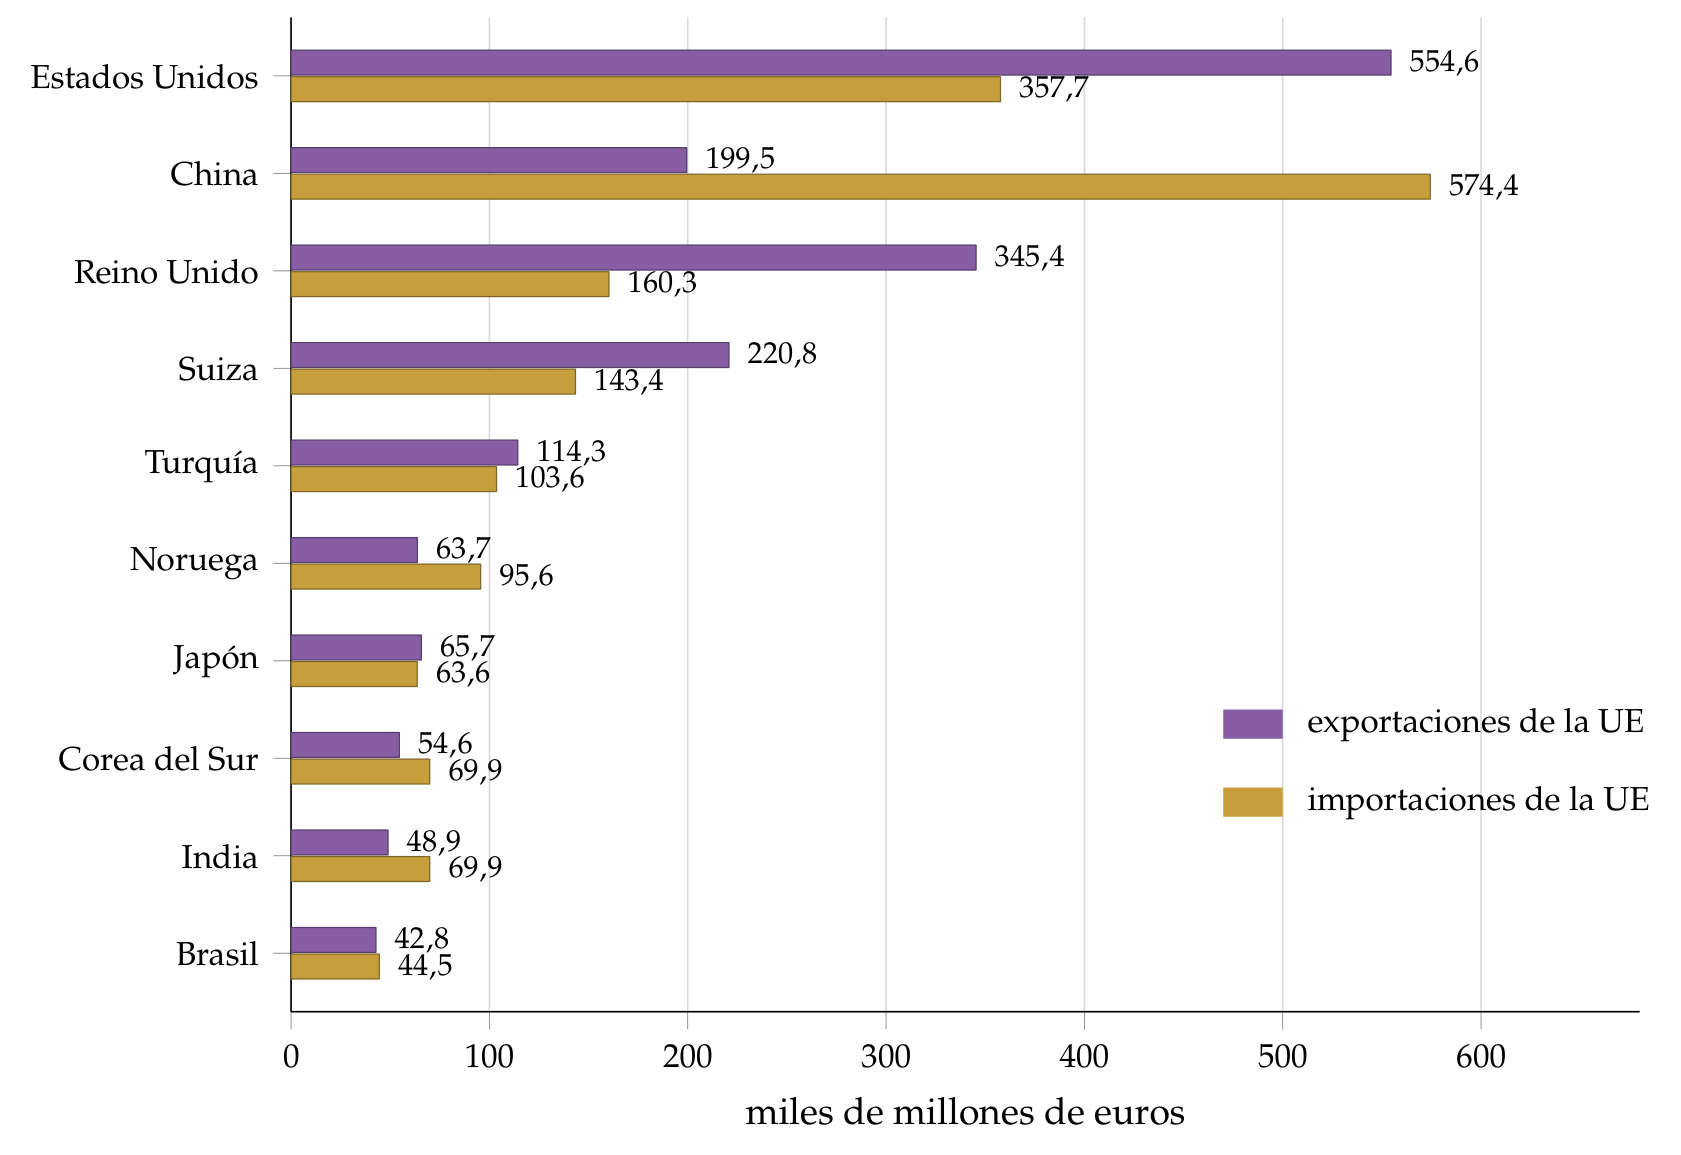 Estados Unidos
554,6
357,7
China
199,5
574,4
Reino Unido
345,4
160,3
Suiza
220,8
143,4
Turquía
114,3
103,6
Noruega
63,7
95,6
Japón
65,7
63,6
Corea del Sur
54,6
69,9
India
48,9
69,9
Brasil
42,8
44,5
exportaciones de la UE
importaciones de la UE
0 100 200 300 400 500 600
miles de millones de euros